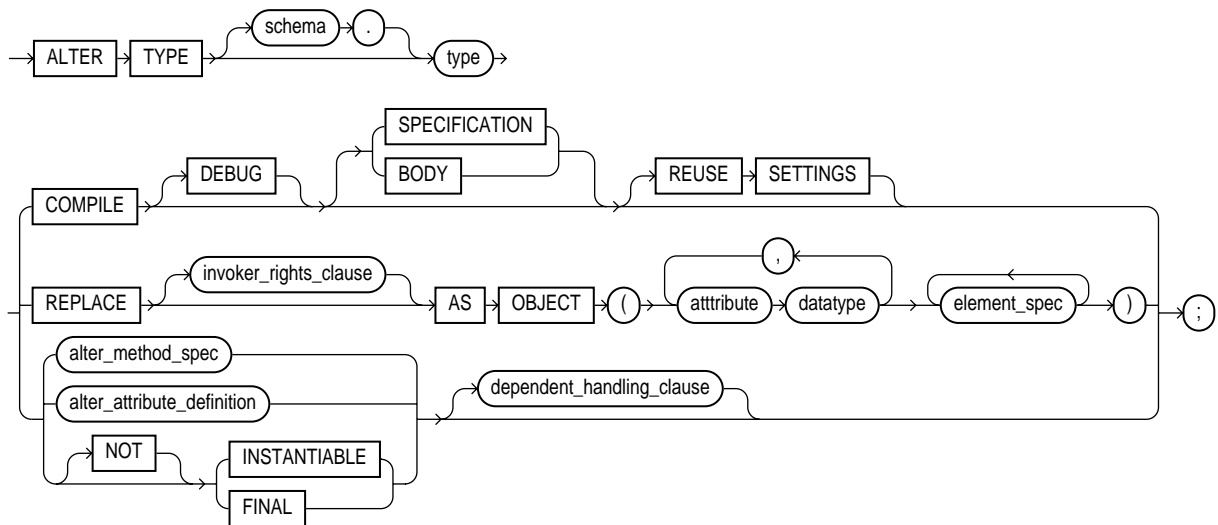 schema .
ALTER TYPE type
SPECIFICATION
DEBUG BODY REUSE SETTINGS
COMPILE
invoker_rights_clause ,
REPLACE AS OBJECT ( atttribute datatype element_spec ) ;
alter_method_spec
dependent_handling_clause
alter_attribute_definition
NOT INSTANTIABLE
FINAL